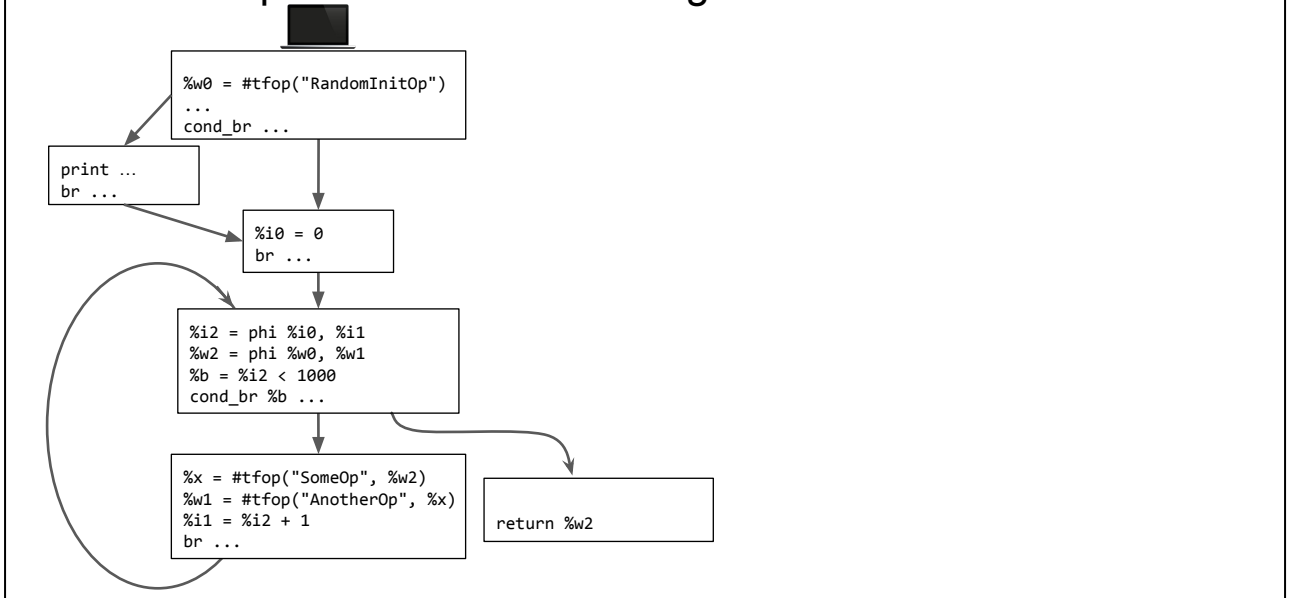 %w0 = #tfop("RandomInitOp")
...
cond_br ...
print ...
br ...
%i0 = 0
br ...
%i2 = phi %i0, %i1
%w2 = phi %w0, %w1
%b = %i2 < 1000
cond_br %b ...
%x = #tfop("SomeOp", %w2)
%w1 = #tfop("AnotherOp", %x)
%i1 = %i2 + 1
br ...
return %w2